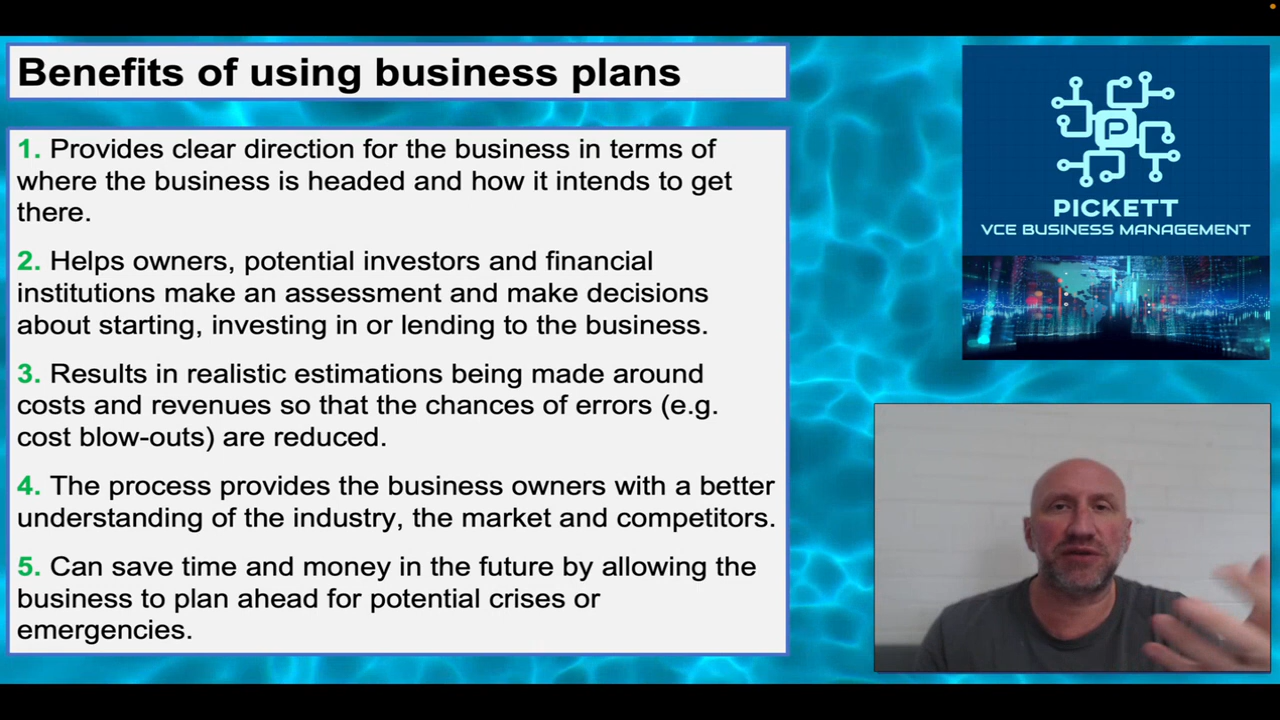 Benefits of using business plans
1. Provides clear direction for the business in terms of
where the business is headed and how it intends to get
there.
2. Helps owners, potential investors and financial
institutions make an assessment and make decisions
about starting, investing in or lending to the business.
3. Results in realistic estimations being made around
costs and revenues so that the chances of errors (e.g.
cost blow-outs) are reduced.
4. The process provides the business owners with a better
understanding of the industry, the market and competitors.
5. Can save time and money in the future by allowing the
business to plan ahead for potential crises or
emergencies.
P
PICKETT
VCE BUSINESS MANAGEMENT